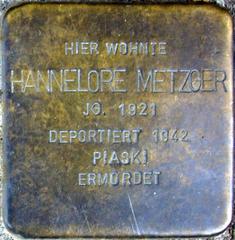 HIER WOHNTE
HANNELORE METZGER
JG. 1921
DEPORTIERT 1942
PIASKI
ERMORDET